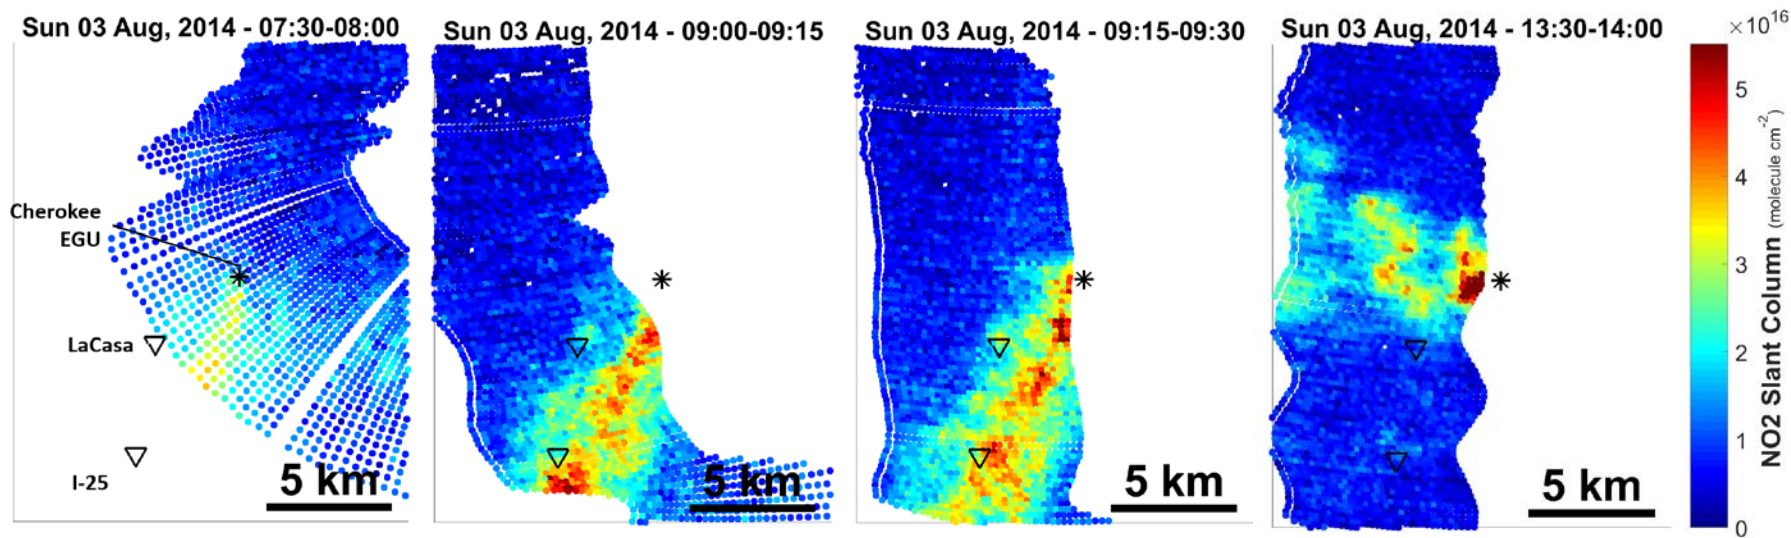 Sun 03 Aug, 2014 - 07:30-08:00
Sun 03 Aug, 2014 - 09:00-09:15
Sun 03 Aug, 2014 - 09:15-09:30
Sun 03 Aug, 2014 - 13:30-14:00
×10¹⁶
Cherokee
EGU
LaCasa
I-25
5 km
5 km
5 km
5 km
5
4
3
2
1
0
NO2 Slant Column (molecule cm⁻²)